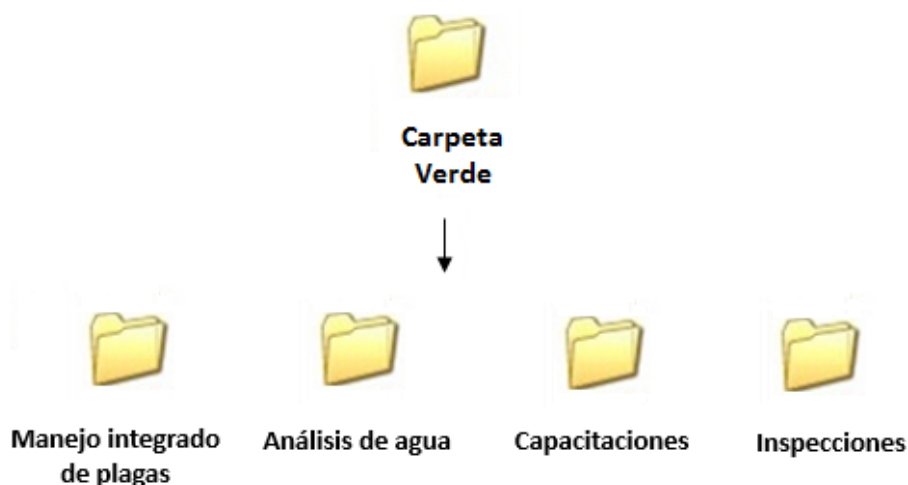 Carpeta
Verde
Manejo integrado
de plagas
Análisis de agua
Capacitaciones
Inspecciones